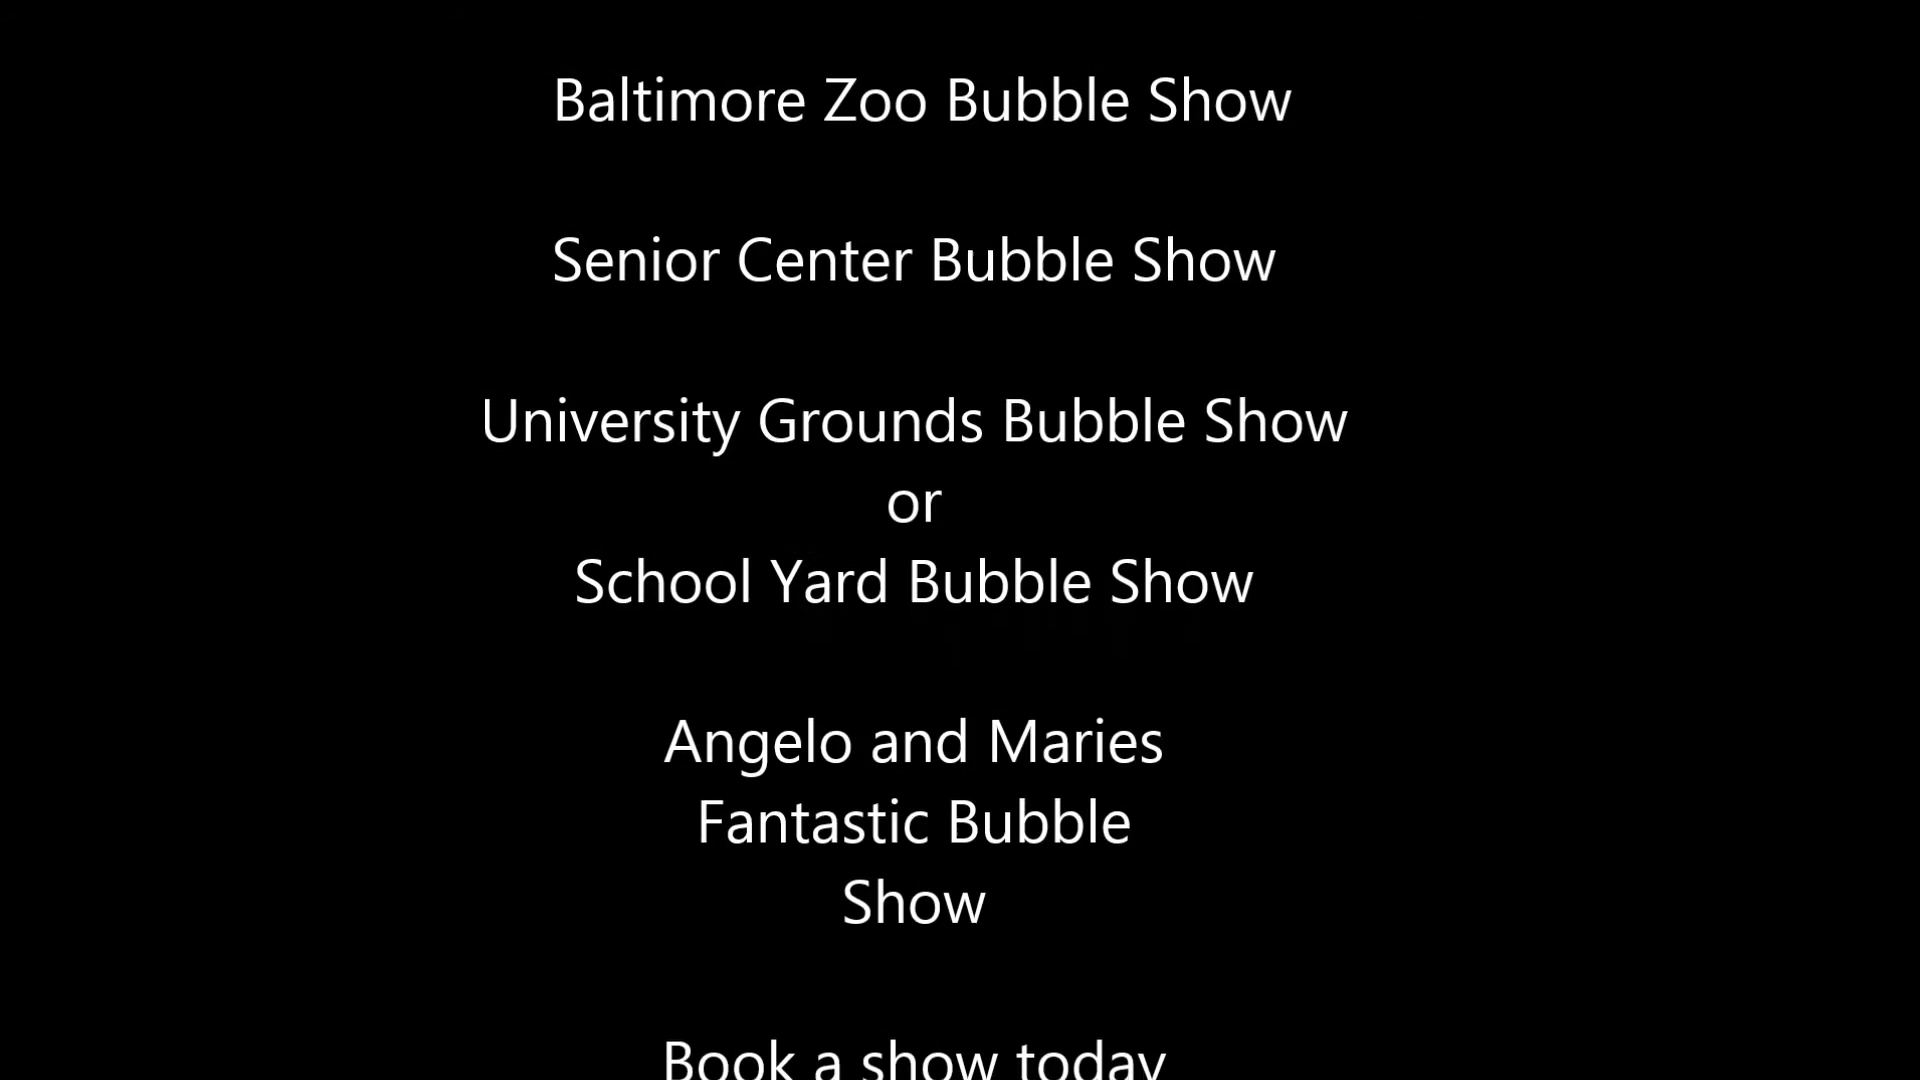 Baltimore Zoo Bubble Show
Senior Center Bubble Show
University Grounds Bubble Show
or
School Yard Bubble Show
Angelo and Maries
Fantastic Bubble
Show
Book a show today